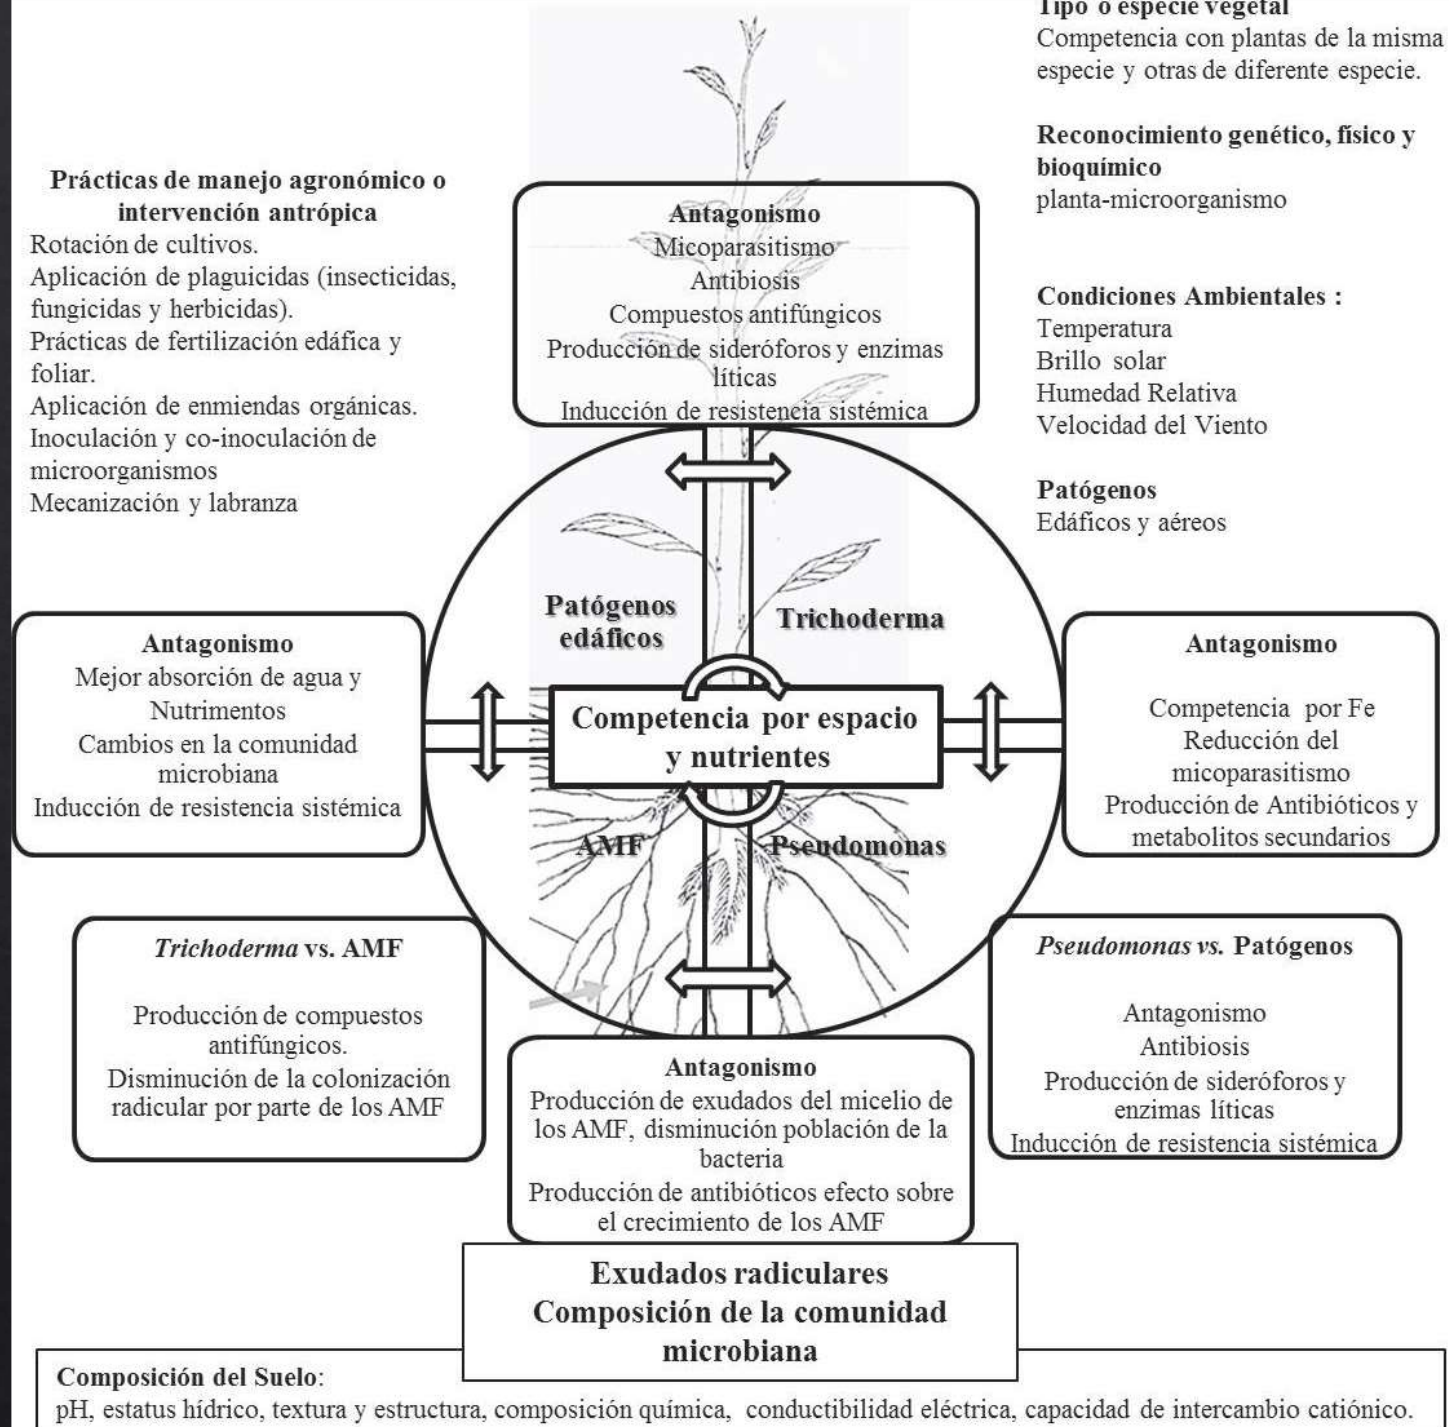 Tipo o especie vegetal
Competencia con plantas de la misma
especie y otras de diferente especie.
Reconocimiento genético, físico y
bioquímico
planta-microorganismo
Condiciones Ambientales :
Temperatura
Brillo solar
Humedad Relativa
Velocidad del Viento
Patógenos
Edáficos y aéreos
Prácticas de manejo agronómico o
intervención antrópica
Rotación de cultivos.
Aplicación de plaguicidas (insecticidas,
fungicidas y herbicidas).
Prácticas de fertilización edáfica y
foliar.
Aplicación de enmiendas orgánicas.
Inoculación y co-inoculación de
microorganismos
Mecanización y labranza
Antagonismo
Micoparasitismo
Antibiosis
Compuestos antifúngicos
Producción de sideróforos y enzimas
líticas
Inducción de resistencia sistémica
Patógenos
edáficos
Trichoderma
Antagonismo
Mejor absorción de agua y
Nutrimentos
Cambios en la comunidad
microbiana
Inducción de resistencia sistémica
Competencia por espacio
y nutrientes
Antagonismo
Competencia por Fe
Reducción del
micoparasitismo
Producción de Antibióticos y
metabolitos secundarios
AMF
Pseudomonas
Trichoderma vs. AMF
Producción de compuestos
antifúngicos.
Disminución de la colonización
radicular por parte de los AMF
Antagonismo
Producción de exudados del micelio de
los AMF, disminución población de la
bacteria
Producción de antibióticos efecto sobre
el crecimiento de los AMF
Pseudomonas vs. Patógenos
Antagonismo
Antibiosis
Producción de sideróforos y
enzimas líticas
Inducción de resistencia sistémica
Exudados radiculares
Composición de la comunidad
microbiana
Composición del Suelo:
pH, estatus hídrico, textura y estructura, composición química, conductibilidad eléctrica, capacidad de intercambio catiónico.